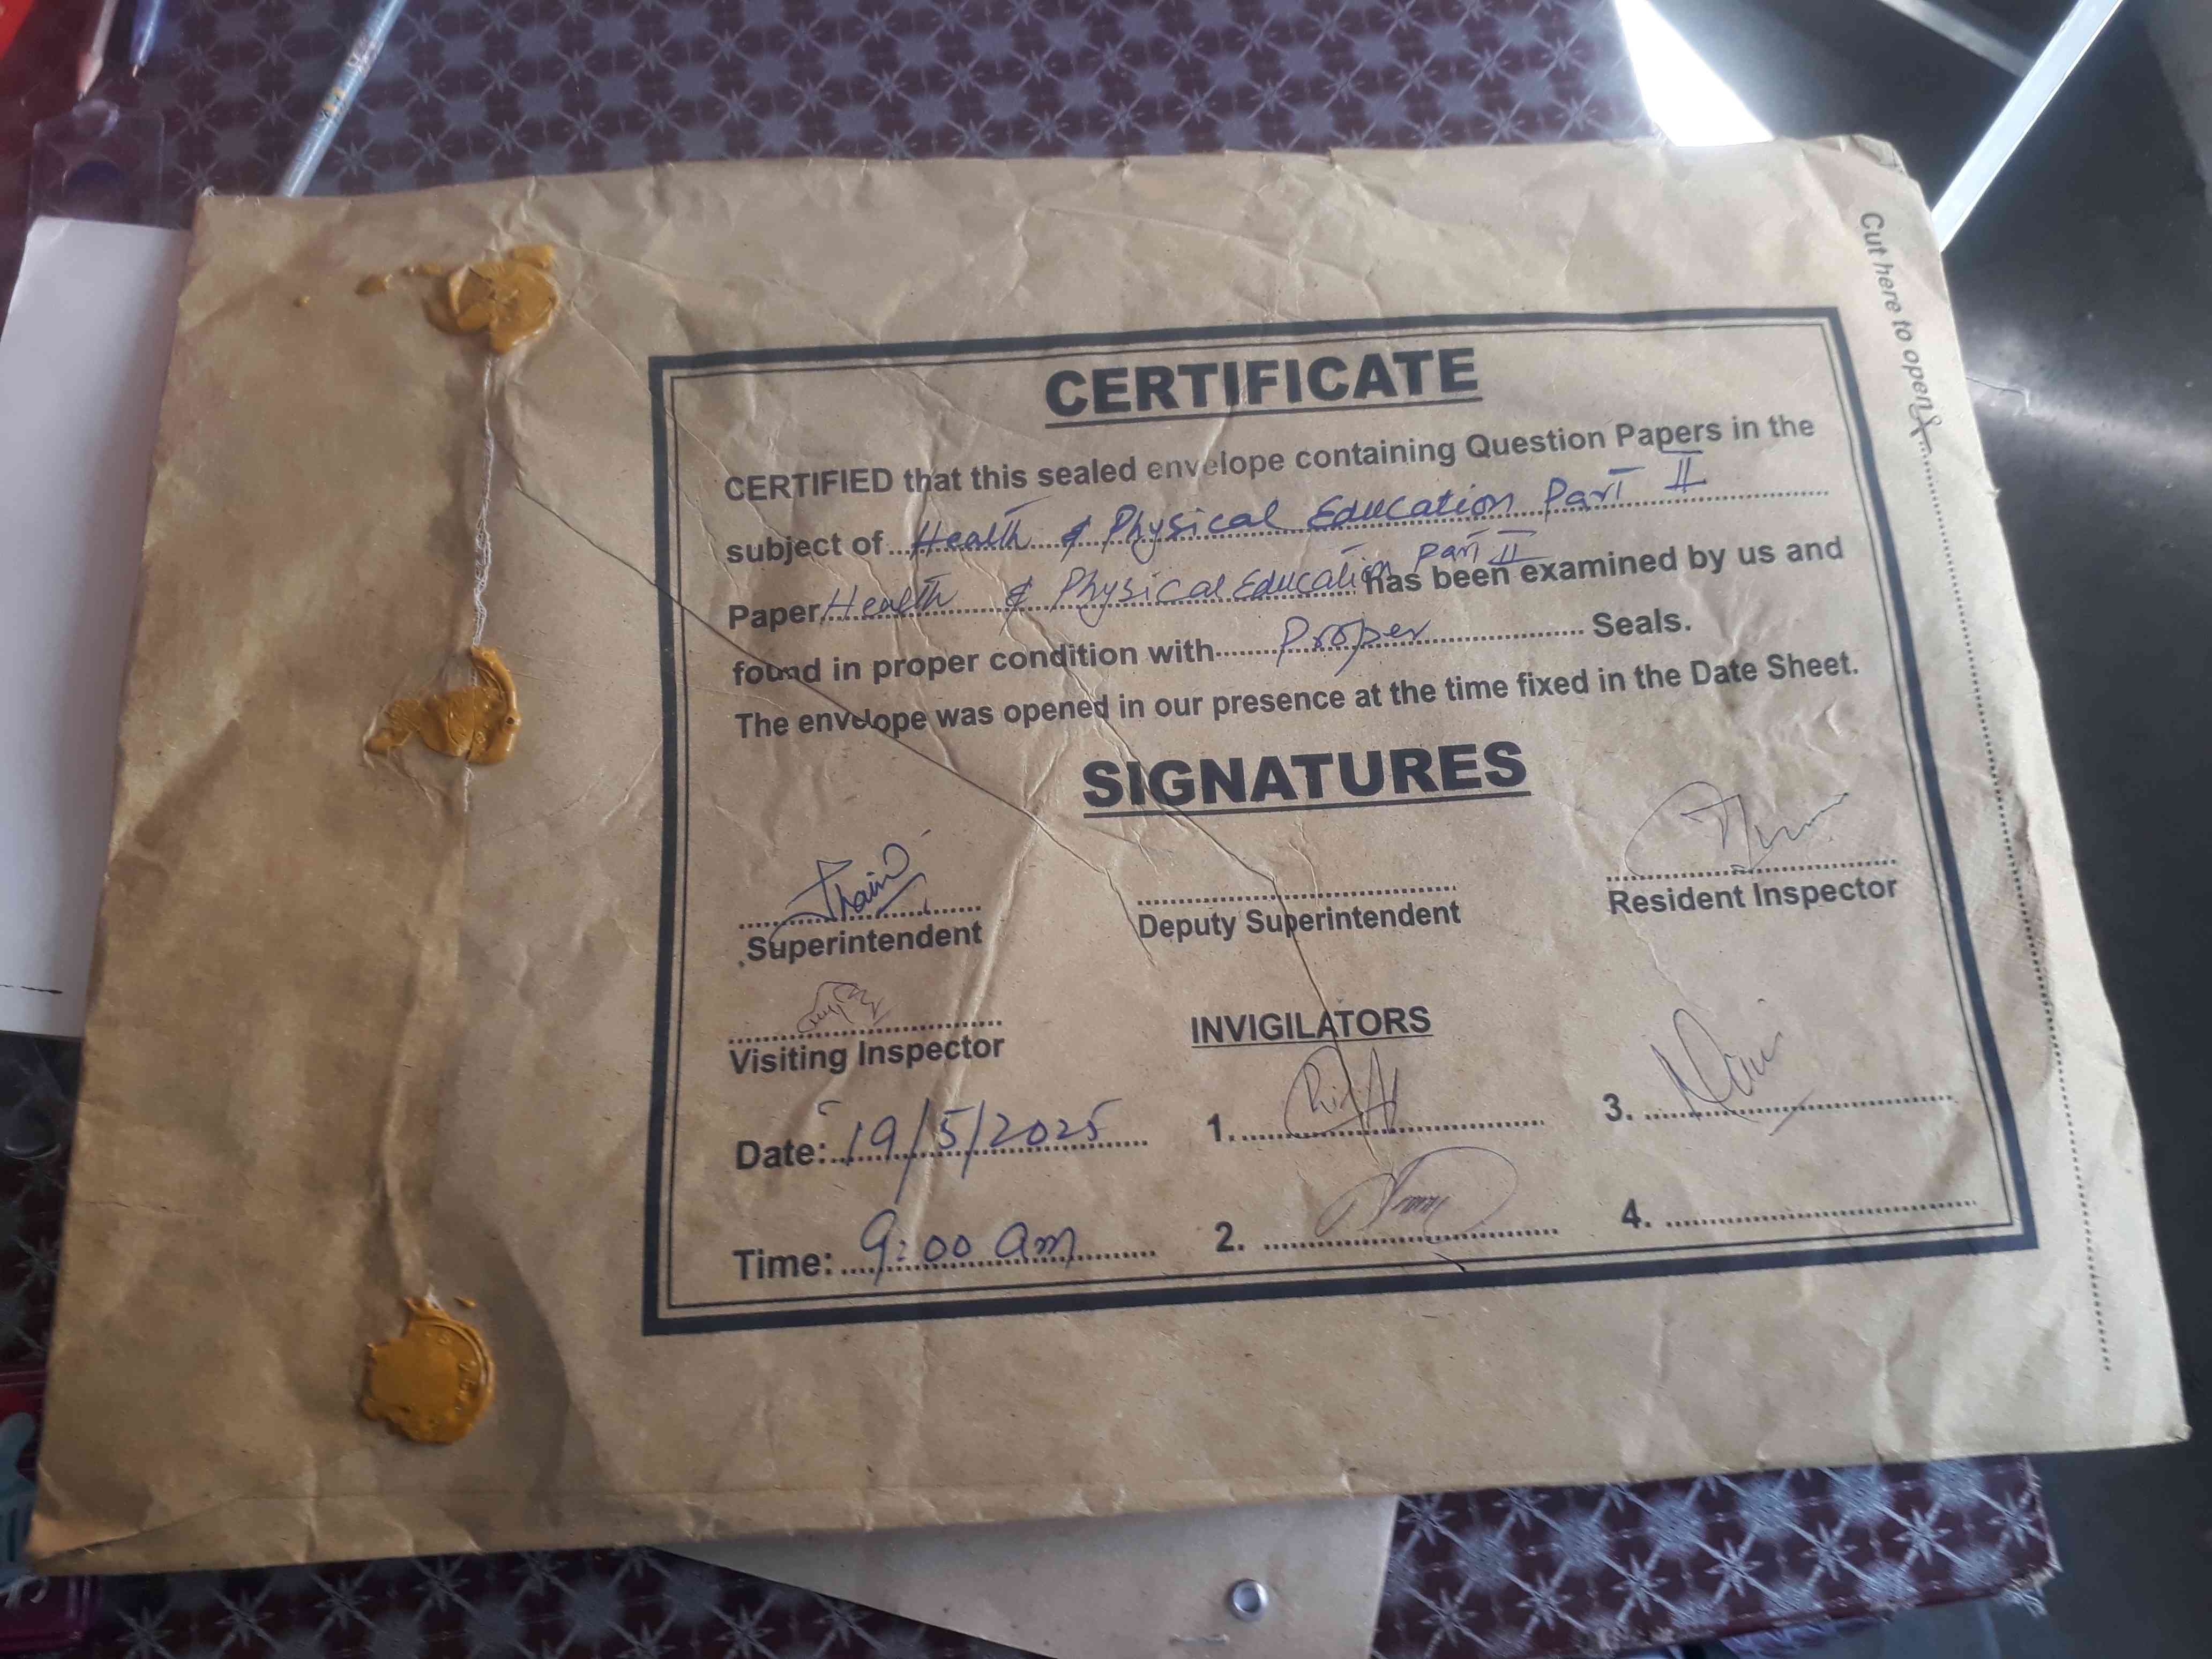 Cut here to open
CERTIFICATE
CERTIFIED that this sealed envelope containing Question Papers in the
subject of Health & Physical Education Part II
Part II
Paper Health & Physical Education has been examined by us and
found in proper condition with Proper Seals.
The envelope was opened in our presence at the time fixed in the Date Sheet.
SIGNATURES
Superintendent
Deputy Superintendent
Resident Inspector
Visiting Inspector
INVIGILATORS
Date: 19/5/2025
1.
3.
Time: 9:00 am
2.
4.